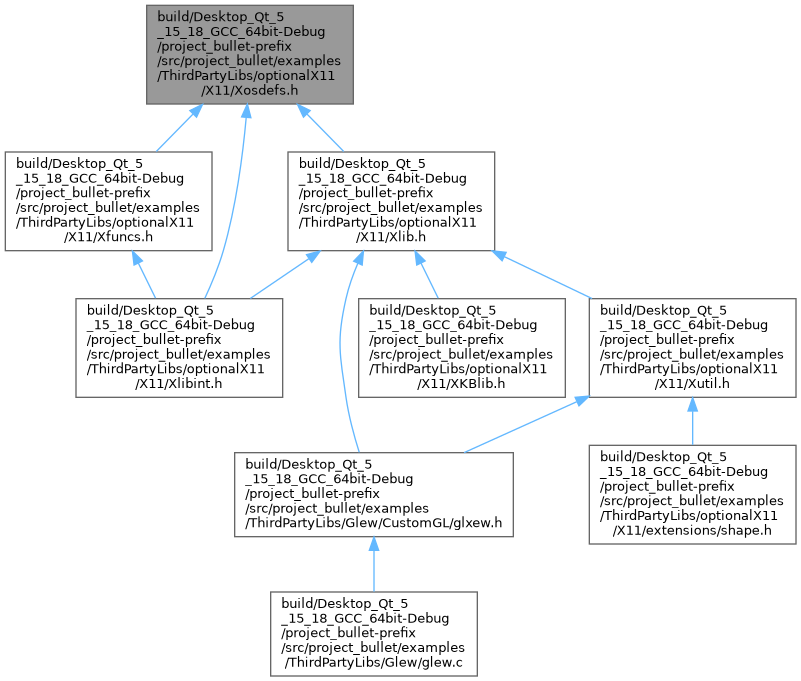 build/Desktop_Qt_5
_15_18_GCC_64bit-Debug
/project_bullet-prefix
/src/project_bullet/examples
/ThirdPartyLibs/optionalX11
/X11/Xosdefs.h
build/Desktop_Qt_5
_15_18_GCC_64bit-Debug
/project_bullet-prefix
/src/project_bullet/examples
/ThirdPartyLibs/optionalX11
/X11/Xfuncs.h
build/Desktop_Qt_5
_15_18_GCC_64bit-Debug
/project_bullet-prefix
/src/project_bullet/examples
/ThirdPartyLibs/optionalX11
/X11/Xlib.h
build/Desktop_Qt_5
_15_18_GCC_64bit-Debug
/project_bullet-prefix
/src/project_bullet/examples
/ThirdPartyLibs/optionalX11
/X11/Xlibint.h
build/Desktop_Qt_5
_15_18_GCC_64bit-Debug
/project_bullet-prefix
/src/project_bullet/examples
/ThirdPartyLibs/optionalX11
/X11/XKBlib.h
build/Desktop_Qt_5
_15_18_GCC_64bit-Debug
/project_bullet-prefix
/src/project_bullet/examples
/ThirdPartyLibs/optionalX11
/X11/Xutil.h
build/Desktop_Qt_5
_15_18_GCC_64bit-Debug
/project_bullet-prefix
/src/project_bullet/examples
/ThirdPartyLibs/Glew/CustomGL/glxew.h
build/Desktop_Qt_5
_15_18_GCC_64bit-Debug
/project_bullet-prefix
/src/project_bullet/examples
/ThirdPartyLibs/optionalX11
/X11/extensions/shape.h
build/Desktop_Qt_5
_15_18_GCC_64bit-Debug
/project_bullet-prefix
/src/project_bullet/examples
/ThirdPartyLibs/Glew/glew.c